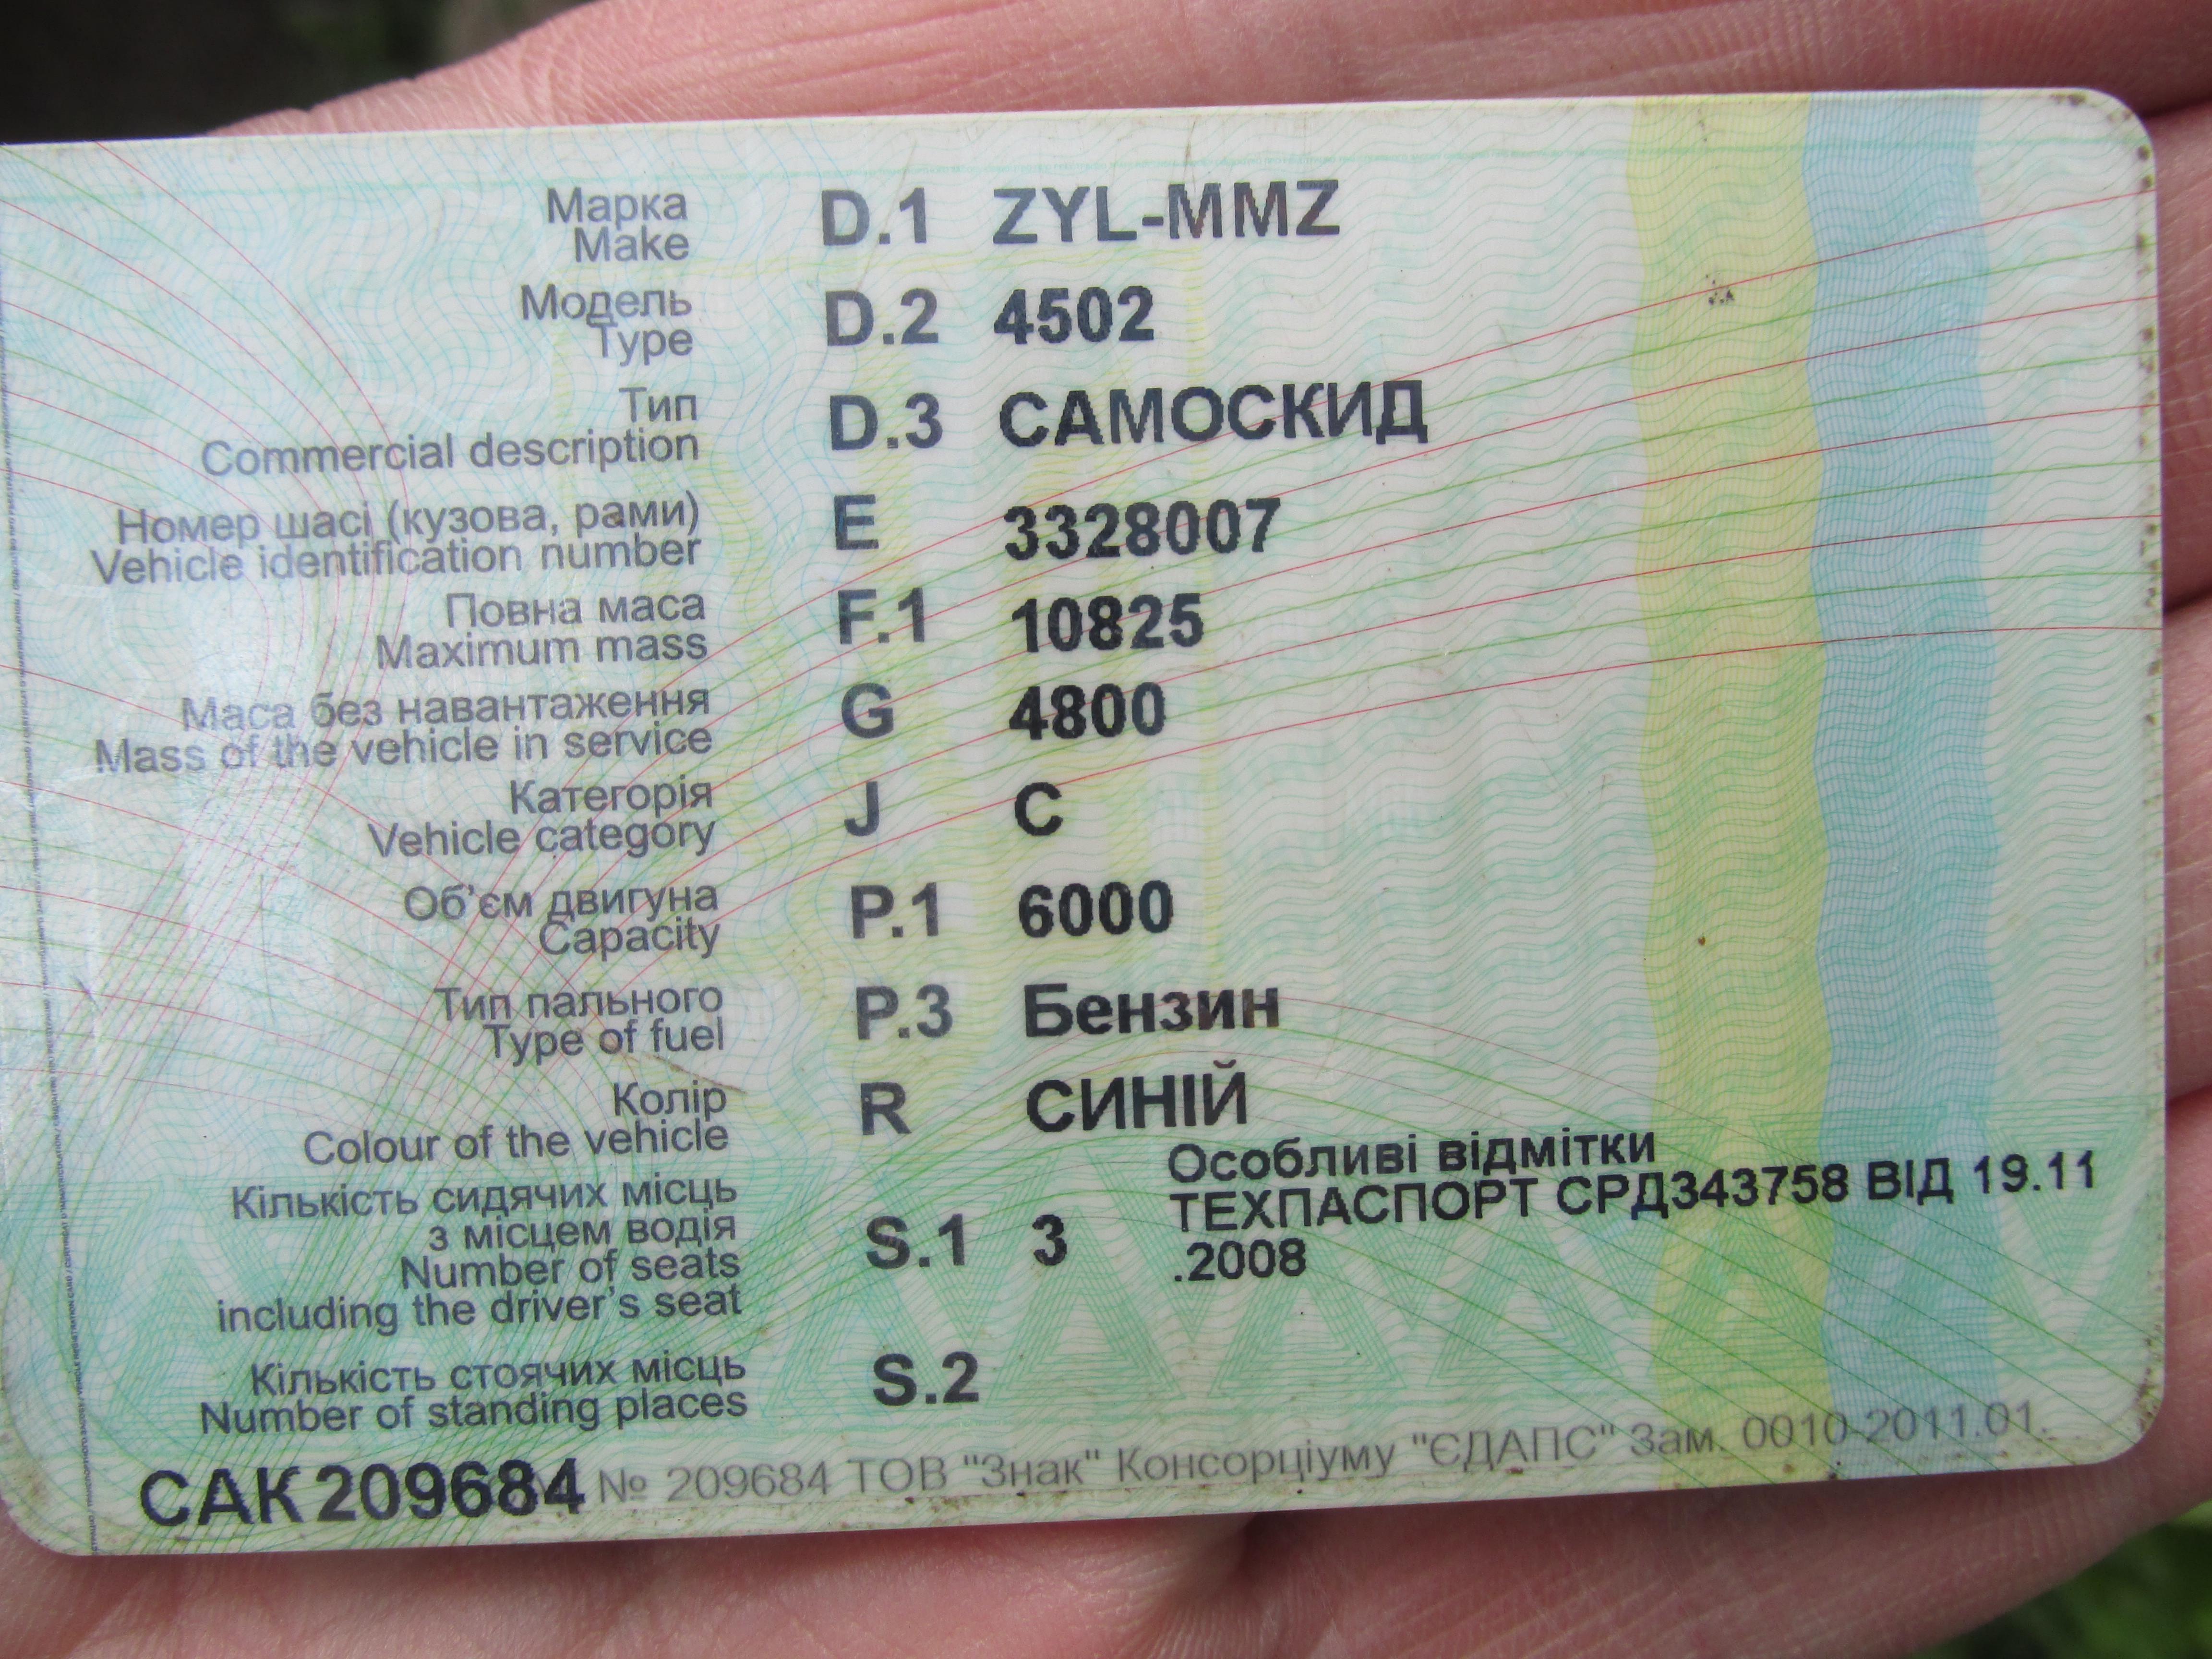 Марка D.1 ZYL-MMZ
Make
Модель D.2 4502
Type
Тип D.3 САМОСКИД
Commercial description
Номер шасі (кузова, рами) E 3328007
Vehicle identification number
Повна маса F.1 10825
Maximum mass
Маса без навантаження G 4800
Mass of the vehicle in service
Категорія J C
Vehicle category
Об'єм двигуна P.1 6000
Capacity
Тип пального P.3 Бензин
Type of fuel
Колір R СИНІЙ
Colour of the vehicle
Особливі відмітки
ТЕХПАСПОРТ СРД343758 ВІД 19.11
.2008
Кількість сидячих місць
з місцем водія S.1 3
Number of seats
including the driver's seat
Кількість стоячих місць S.2
Number of standing places
САК 209684 № 209684 ТОВ "Знак" Консорціуму "ЄДАПС" Зам. 0010-2011.01.